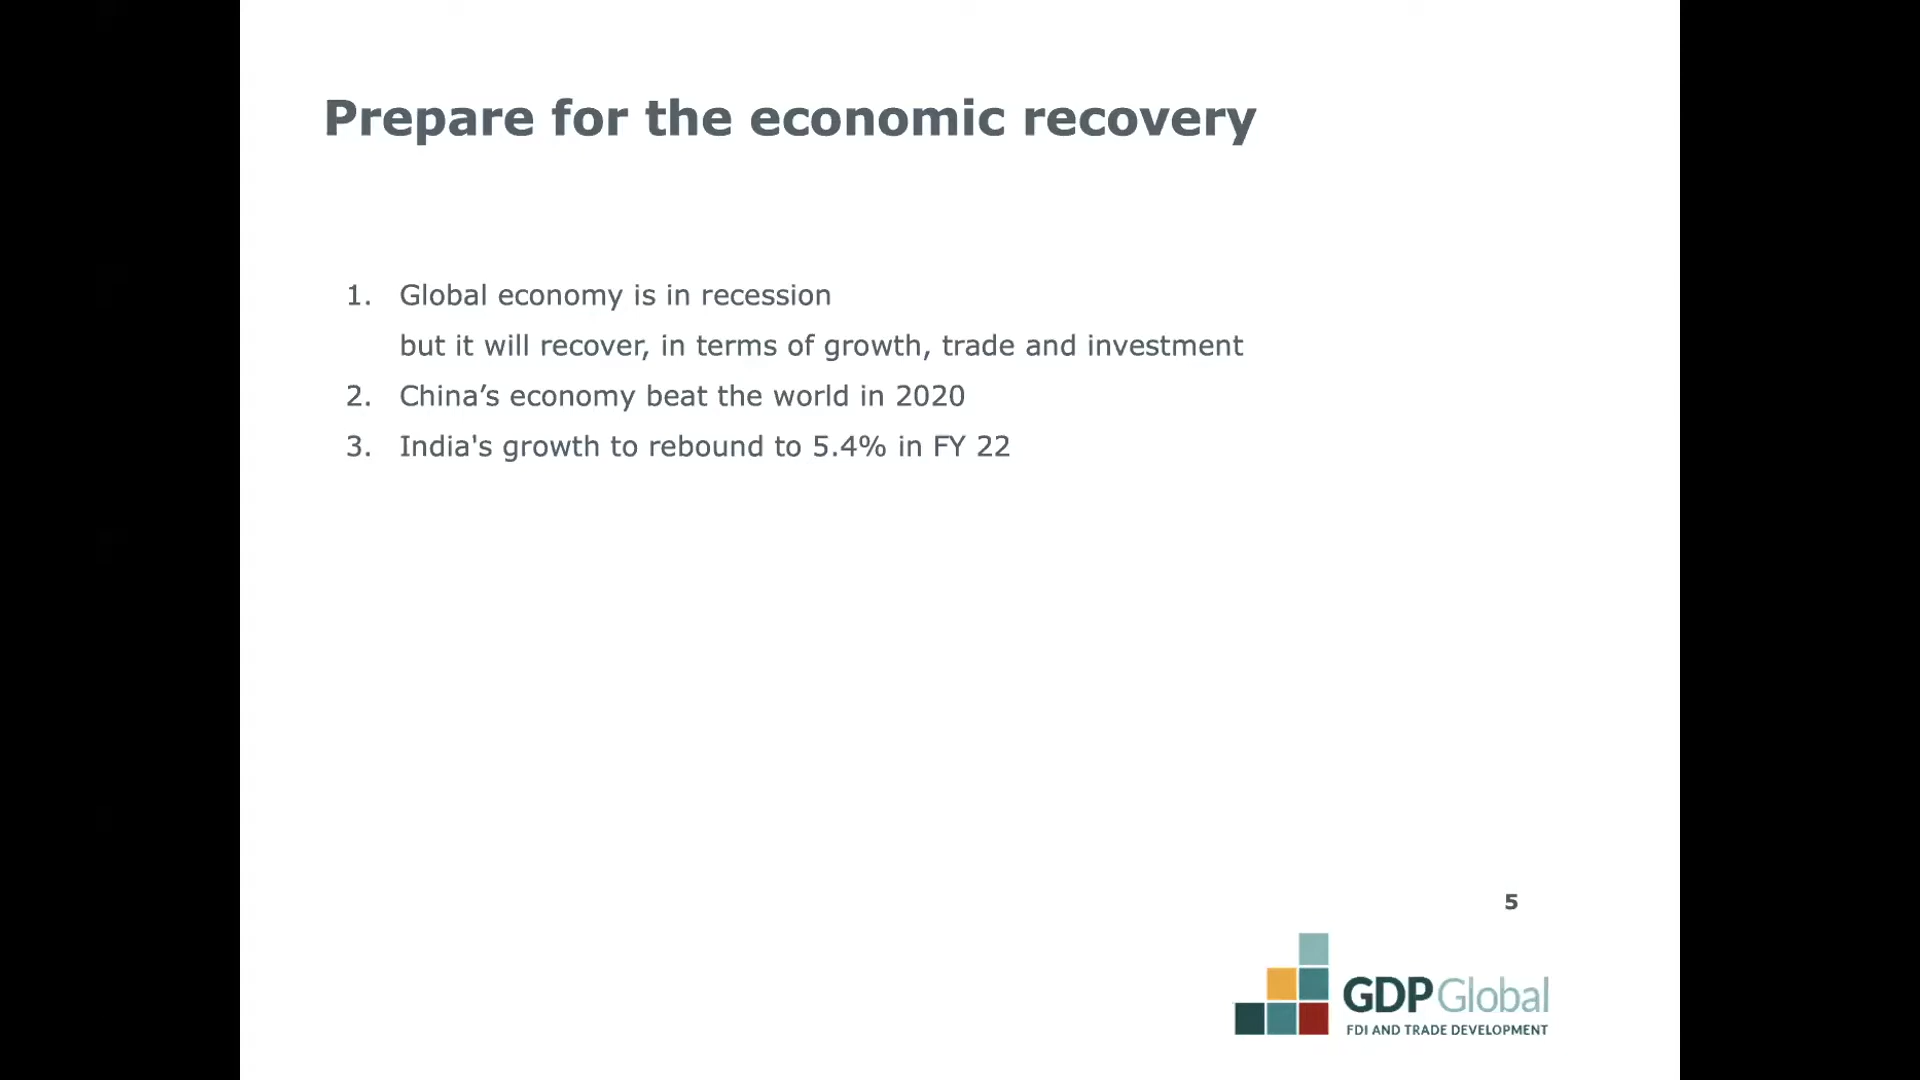 Prepare for the economic recovery
1. Global economy is in recession
but it will recover, in terms of growth, trade and investment
2. China’s economy beat the world in 2020
3. India's growth to rebound to 5.4% in FY 22
5
GDP Global
FDI AND TRADE DEVELOPMENT